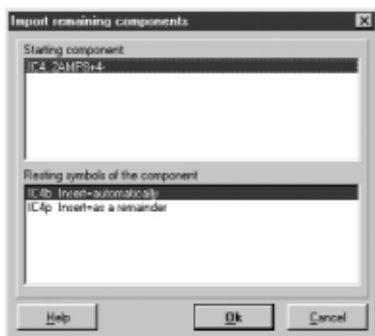 Import remaining components
Starting component
IC4 2AMPS+4-
Resting symbols of the component
IC4b Insert=automatically
IC4p Insert=as a remainder
Help
Ok
Cancel